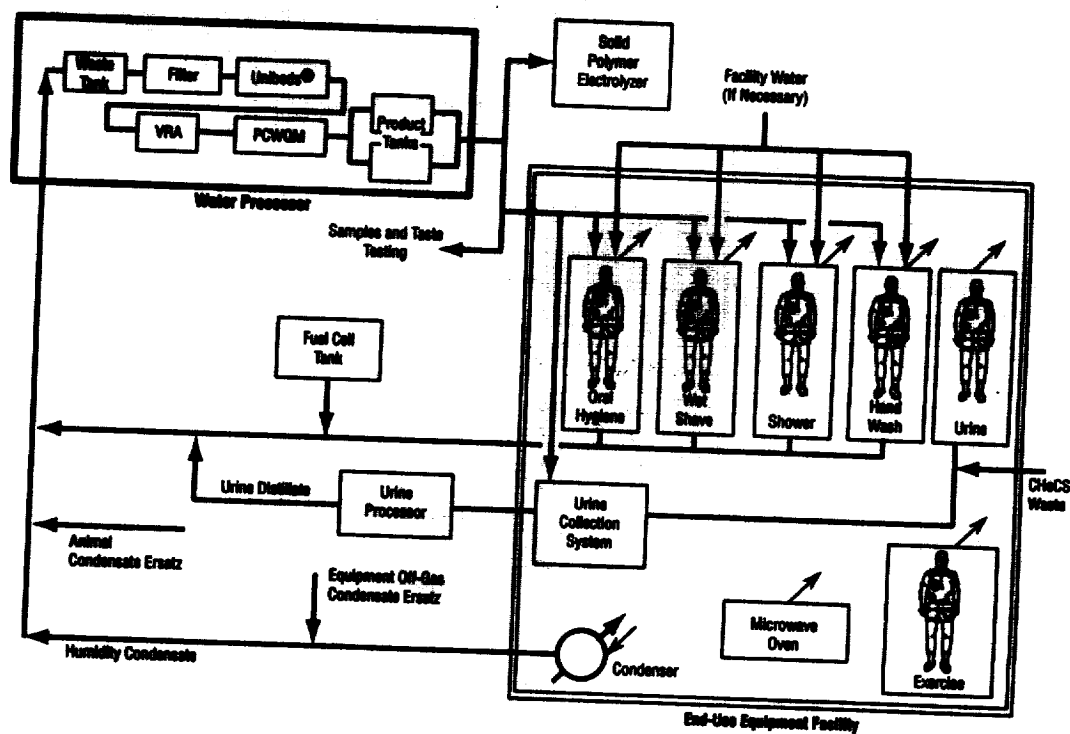 Waste
Tank
Filter
Unibeds®
VRA
PCWQM
Product
Tanks
Water Processor
Solid
Polymer
Electrolyzer
Facility Water
(If Necessary)
Samples and Taste
Testing
Fuel Cell
Tank
Oral
Hygiene
Wet
Shave
Shower
Hand
Wash
Urine
CHeCS
Waste
Urine Distillate
Urine
Processor
Urine
Collection
System
Animal
Condensate Ersatz
Equipment Off-Gas
Condensate Ersatz
Humidity Condensate
Condenser
Microwave
Oven
Exercise
End-Use Equipment Facility